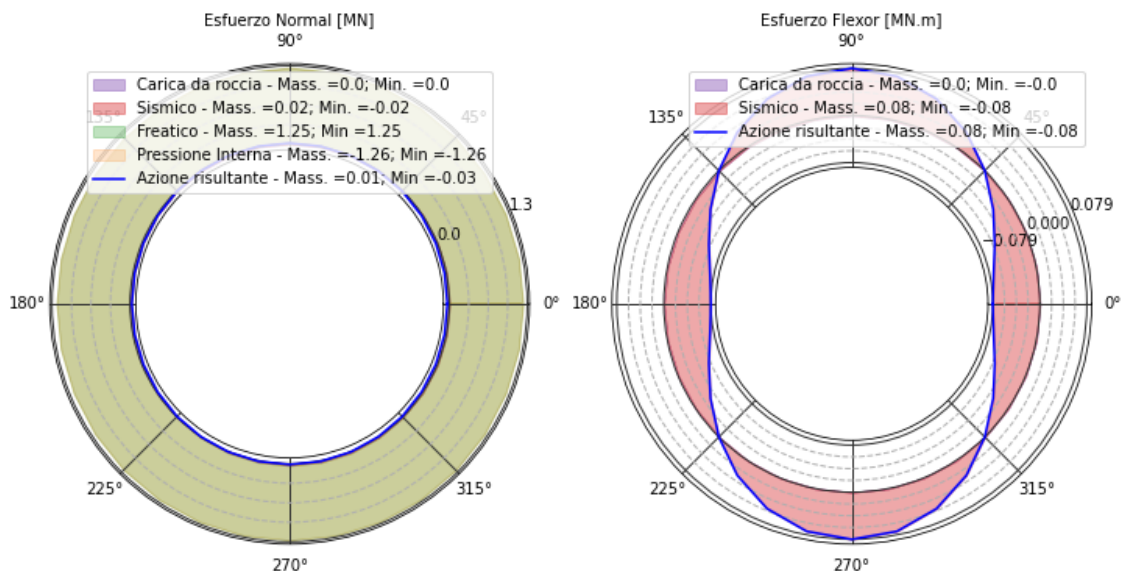 Esfuerzo Normal [MN]
90°
Carica da roccia - Mass. =0.0; Min. =0.0
Sismico - Mass. =0.02; Min. =-0.02
Freatico - Mass. =1.25; Min =1.25
Pressione Interna - Mass. =-1.26; Min =-1.26
Azione risultante - Mass. =0.01; Min =-0.03
135°
45°
1.3
0.0
180°
0°
225°
315°
270°
Esfuerzo Flexor [MN.m]
90°
Carica da roccia - Mass. =0.0; Min. =-0.0
Sismico - Mass. =0.08; Min. =-0.08
Azione risultante - Mass. =0.08; Min =-0.08
135°
45°
0.079
0.000
−0.079
180°
0°
225°
315°
270°